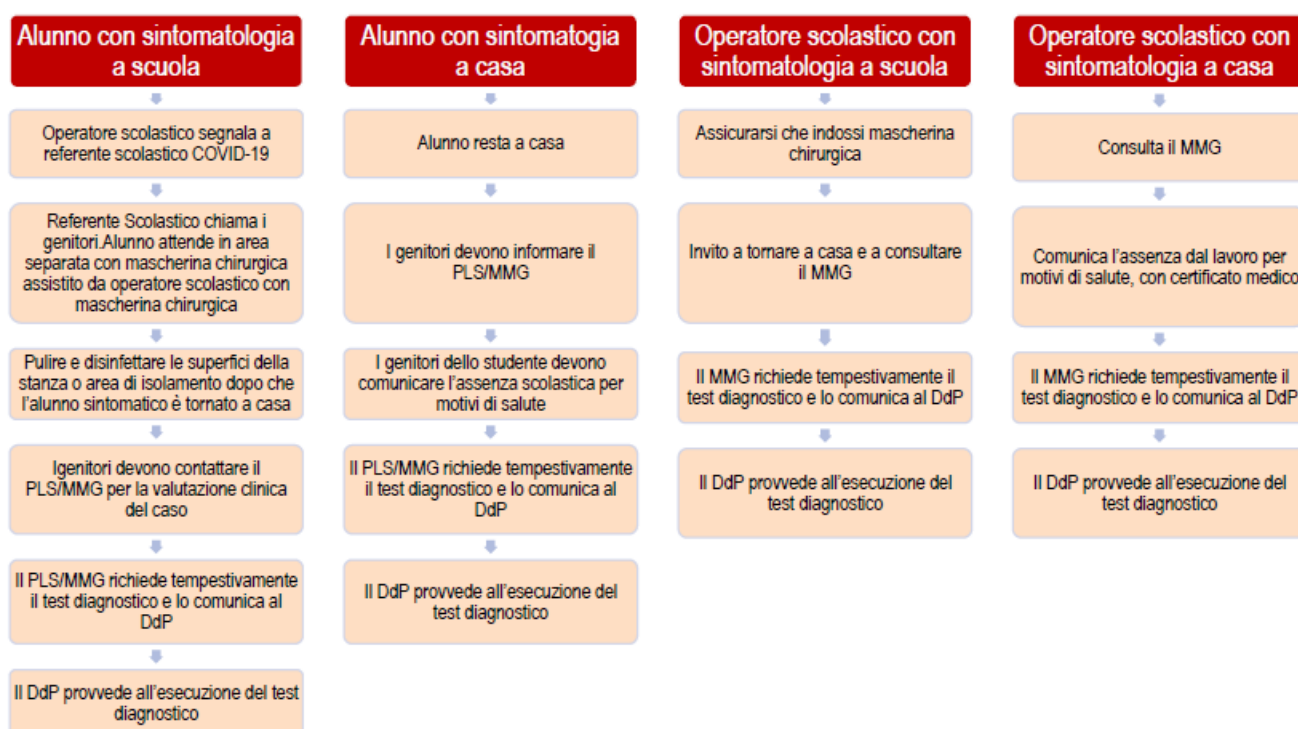 Alunno con sintomatologia
a scuola
Operatore scolastico segnala a
referente scolastico COVID-19
Referente Scolastico chiama i
genitori.Alunno attende in area
separata con mascherina chirurgica
assistito da operatore scolastico con
mascherina chirurgica
Pulire e disinfettare le superfici della
stanza o area di isolamento dopo che
l'alunno sintomatico è tornato a casa
Igenitori devono contattare il
PLS/MMG per la valutazione clinica
del caso
Il PLS/MMG richiede tempestivamente
il test diagnostico e lo comunica al
DdP
Il DdP provvede all'esecuzione del test
diagnostico
Alunno con sintomatogia
a casa
Alunno resta a casa
I genitori devono informare il
PLS/MMG
I genitori dello studente devono
comunicare l'assenza scolastica per
motivi di salute
Il PLS/MMG richiede tempestivamente
il test diagnostico e lo comunica al
DdP
Il DdP provvede all'esecuzione del
test diagnostico
Operatore scolastico con
sintomatologia a scuola
Assicurarsi che indossi mascherina
chirurgica
Invito a tornare a casa e a consultare
il MMG
Il MMG richiede tempestivamente il
test diagnostico e lo comunica al DdP
Il DdP provvede all'esecuzione del
test diagnostico
Operatore scolastico con
sintomatologia a casa
Consulta il MMG
Comunica l'assenza dal lavoro per
motivi di salute, con certificato medico
Il MMG richiede tempestivamente il
test diagnostico e lo comunica al DdP
Il DdP provvede all'esecuzione del
test diagnostico